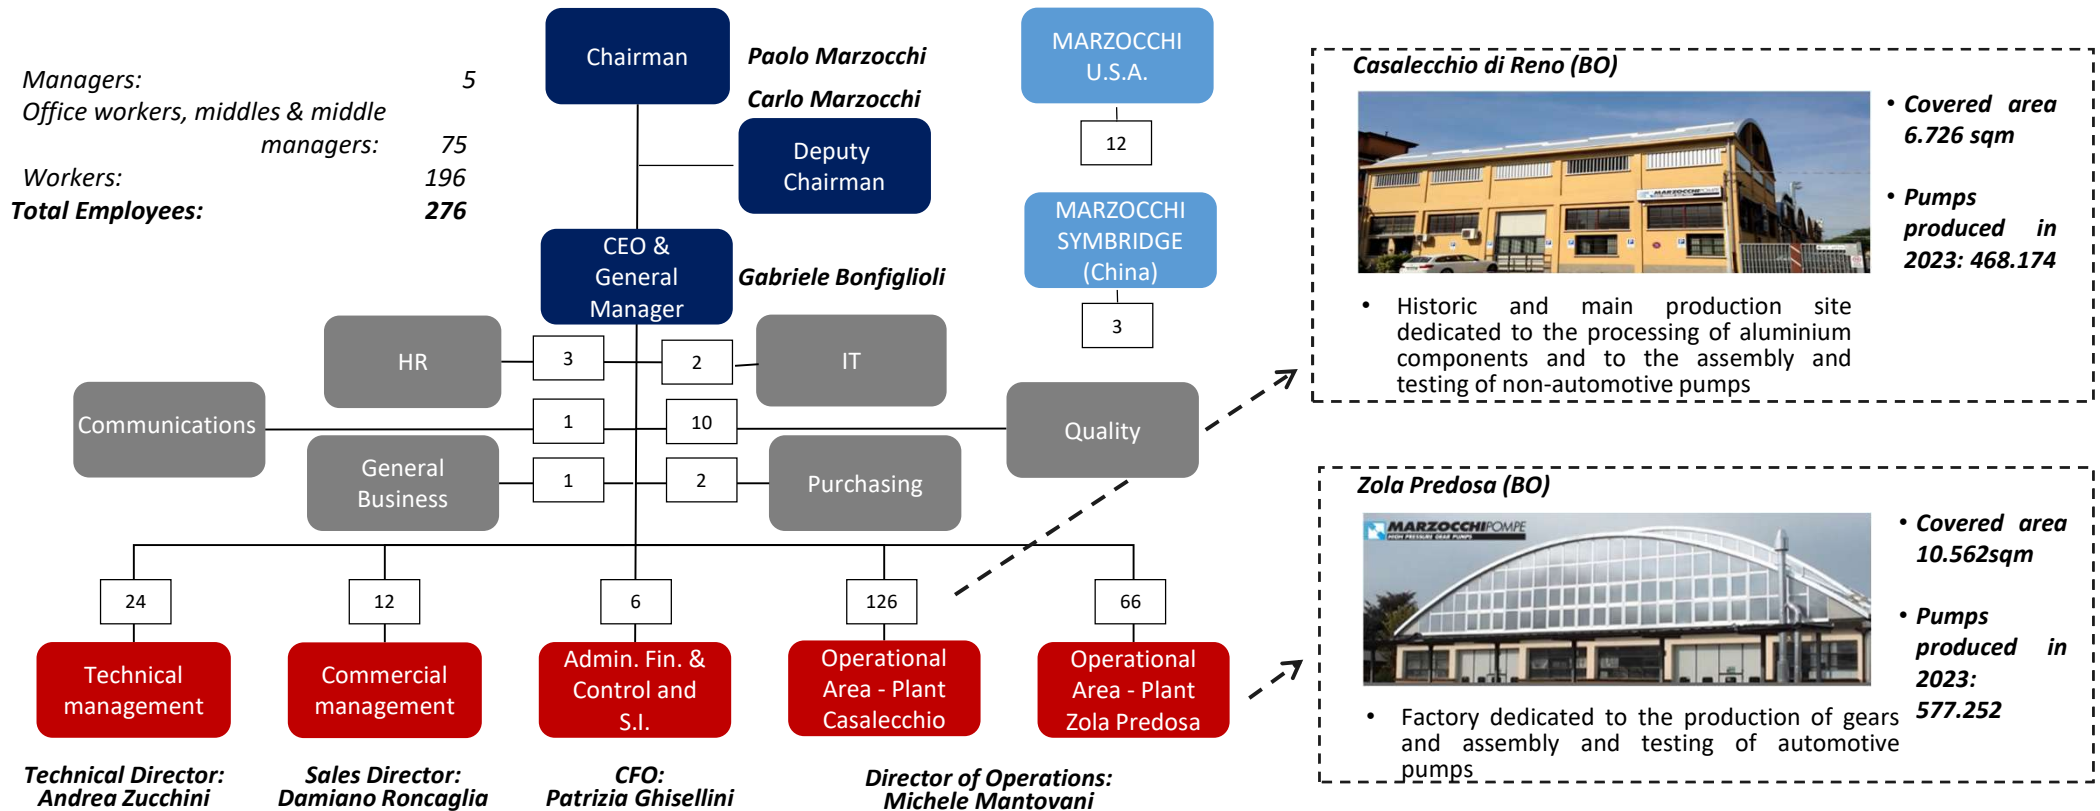 Managers: 5
Office workers, middles & middle
managers: 75
Workers: 196
Total Employees: 276
Chairman
Paolo Marzocchi
Carlo Marzocchi
Deputy
Chairman
CEO &
General
Manager
Gabriele Bonfiglioli
MARZOCCHI
U.S.A.
12
MARZOCCHI
SYMBRIDGE
(China)
3
HR
3
2
IT
Communications
1
10
Quality
General
Business
1
2
Purchasing
24
12
6
126
66
Technical
management
Commercial
management
Admin. Fin. &
Control and
S.I.
Operational
Area - Plant
Casalecchio
Operational
Area - Plant
Zola Predosa
Technical Director:
Andrea Zucchini
Sales Director:
Damiano Roncaglia
CFO:
Patrizia Ghisellini
Director of Operations:
Michele Mantovani
Casalecchio di Reno (BO)
MARZOCCHI POMPE
• Covered area
6.726 sqm
• Pumps
produced in
2023: 468.174
• Historic and main production site
dedicated to the processing of aluminium
components and to the assembly and
testing of non-automotive pumps
Zola Predosa (BO)
MARZOCCHIPOMPE
HIGH PRESSURE GEAR PUMPS
• Covered area
10.562sqm
• Pumps
produced in
2023:
577.252
• Factory dedicated to the production of gears
and assembly and testing of automotive
pumps